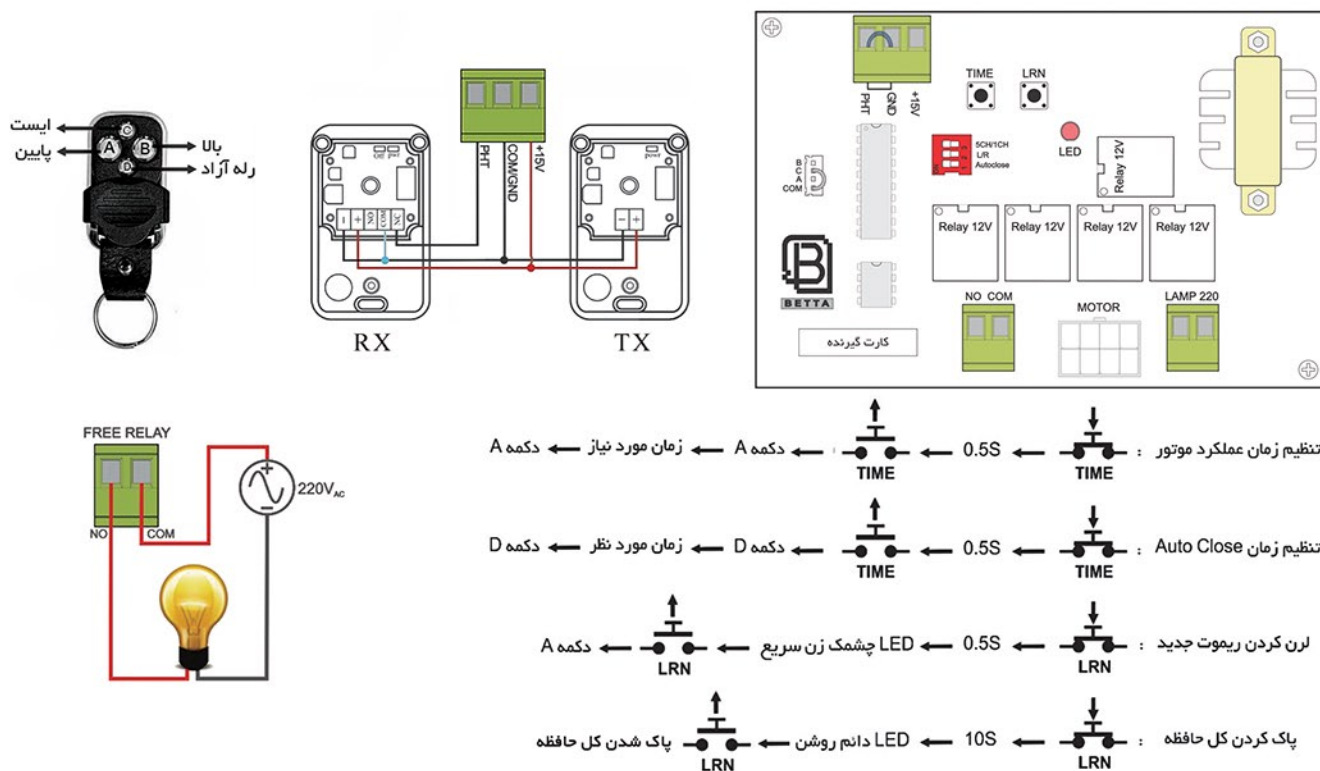 ایست
پایین
بالا
رله آزاد
C
A
B
D
PHT
COM/GND
+15V
- + NO COM NC
- +
RX
TX
PHT
GND
+15V
TIME
LRN
LED
5CH/1CH
L/R
Autoclose
B
C
A
COM
Relay 12V
Relay 12V
Relay 12V
Relay 12V
Relay 12V
BETTA
NO COM
MOTOR
LAMP 220
کارت گیرنده
FREE RELAY
NO
COM
+
-
220VAC
تنظیم زمان عملکرد موتور : TIME 0.5S TIME دکمه A زمان مورد نیاز دکمه A
تنظیم زمان Auto Close : TIME 0.5S TIME دکمه D زمان مورد نظر دکمه D
لرن کردن ریموت جدید : LRN 0.5S LED چشمک زن سریع LRN دکمه A
پاک کردن کل حافظه : LRN 10S LED دائم روشن LRN پاک شدن کل حافظه